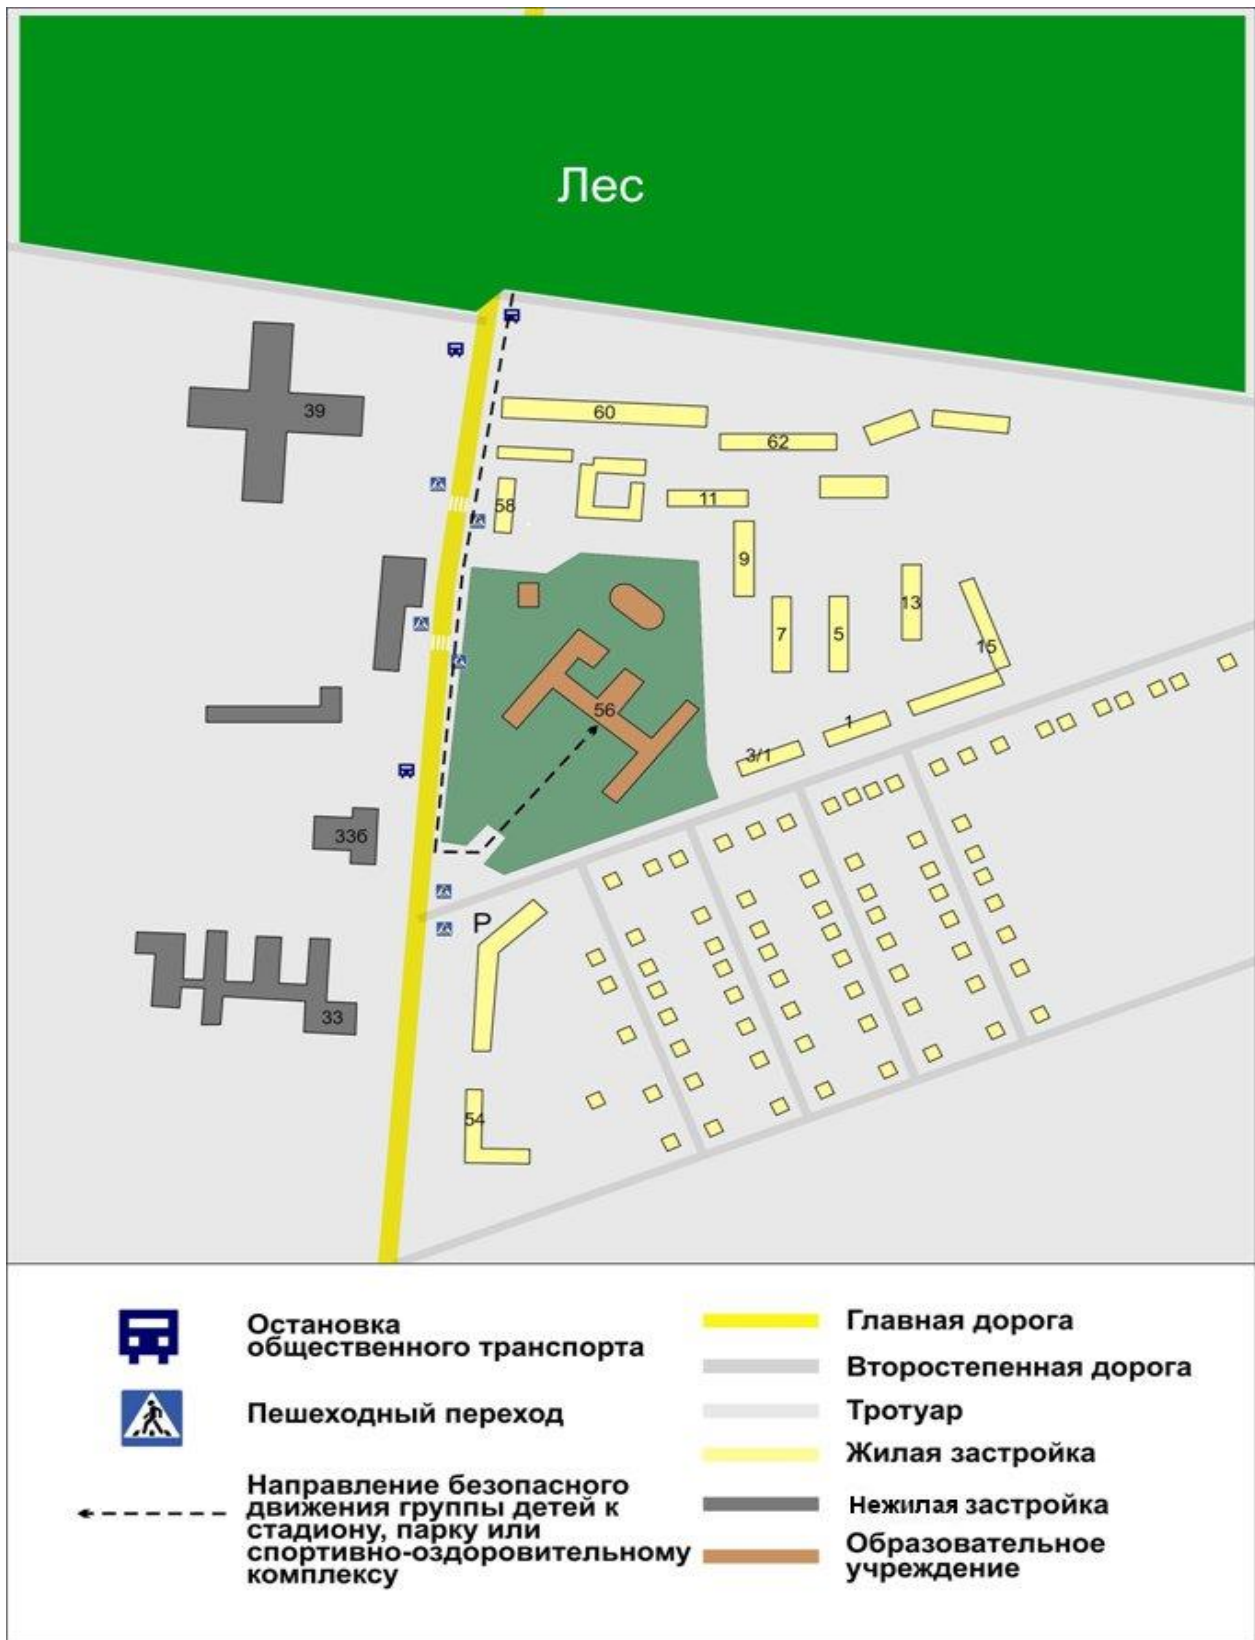 Лес
39
60
62
58
11
9
13
7
5
15
56
1
3/1
33б
Р
33
54
Остановка
общественного транспорта
Пешеходный переход
Направление безопасного
движения группы детей к
стадиону, парку или
спортивно-оздоровительному
комплексу
Главная дорога
Второстепенная дорога
Тротуар
Жилая застройка
Нежилая застройка
Образовательное
учреждение